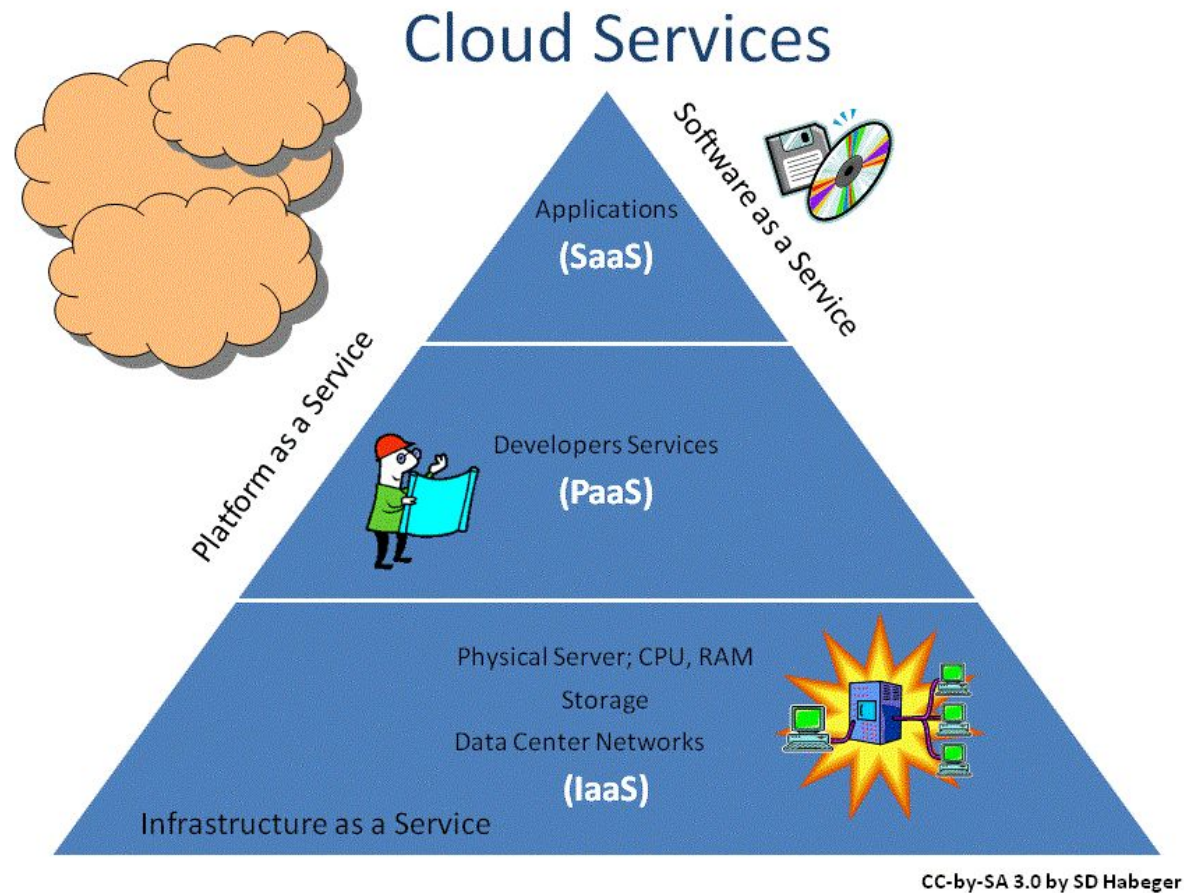 Cloud Services
Software as a Service
Applications
(SaaS)
Platform as a Service
Developers Services
(PaaS)
Physical Server; CPU, RAM
Storage
Data Center Networks
(IaaS)
Infrastructure as a Service
CC-by-SA 3.0 by SD Habeger